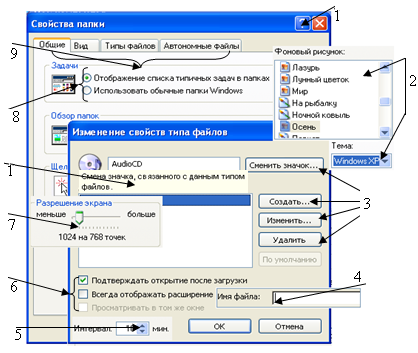 Свойства папки
1
9
Общие Вид Типы файлов Автономные файлы
Задачи
Отображение списка типичных задач в папках
Использовать обычные папки Windows
8
Фоновый рисунок:
Лазурь
Лунный цветок
Мир
На рыбалку
Ночной ковыль
Осень
2
Тема:
Windows XP
Обзор папок
Изменение свойств типа файлов
AudioCD
Сменить значок...
1
Смена значка, связанного с данным типом
файлов.
Разрешение экрана
меньше больше
1024 на 768 точек
7
Создать...
Изменить...
Удалить
По умолчанию
3
6
Подтверждать открытие после загрузки
Всегда отображать расширение
Просматривать в том же окне
4
Имя файла:
5
Интервал: мин.
ОК Отмена